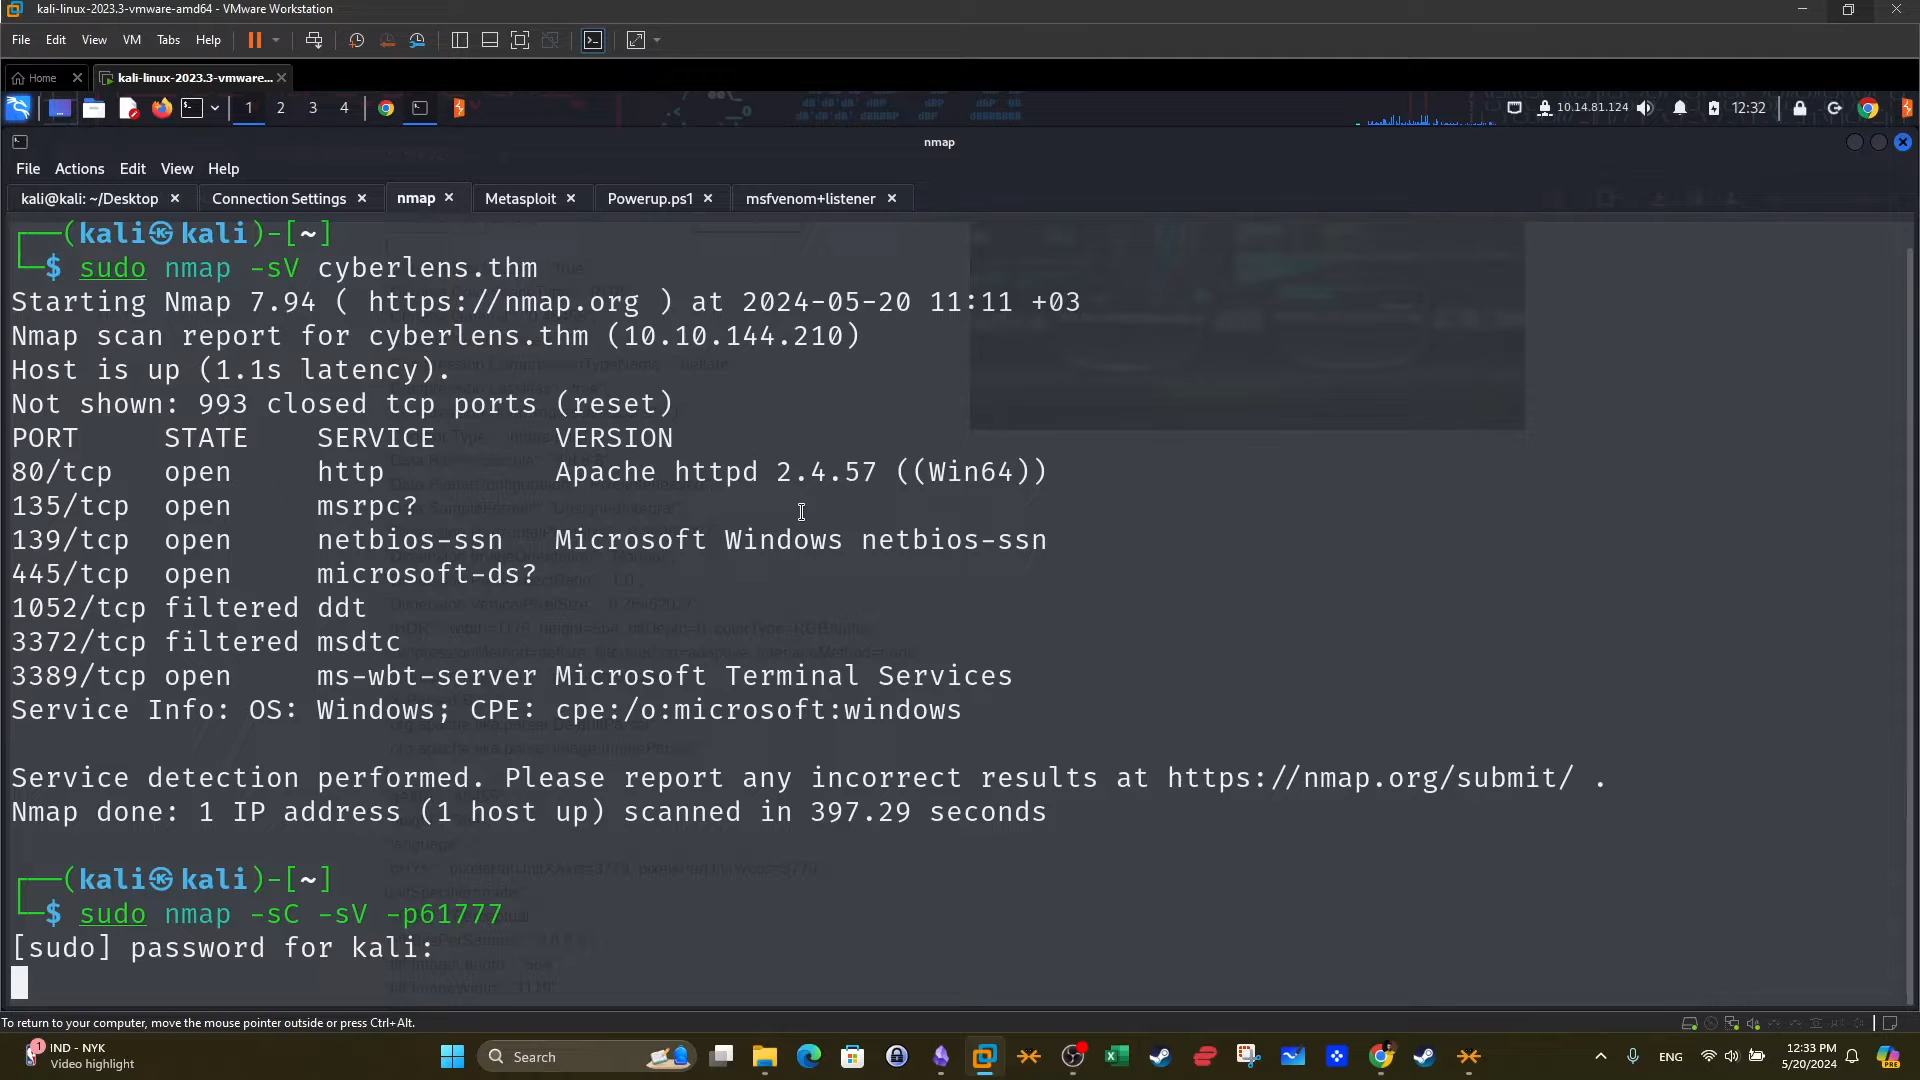 kali-linux-2023.3-vmware-amd64 - VMware Workstation
File Edit View VM Tabs Help
Home kali-linux-2023.3-vmware...
1 2 3 4 10.14.81.124 12:32
nmap
File Actions Edit View Help
kali@kali: ~/Desktop Connection Settings nmap Metasploit Powerup.ps1 msfvenom+listener
┌──(kali㉿kali)-[~]
└─$ sudo nmap -sV cyberlens.thm
Starting Nmap 7.94 ( https://nmap.org ) at 2024-05-20 11:11 +03
Nmap scan report for cyberlens.thm (10.10.144.210)
Host is up (1.1s latency).
Not shown: 993 closed tcp ports (reset)
PORT STATE SERVICE VERSION
80/tcp open http Apache httpd 2.4.57 ((Win64))
135/tcp open msrpc?
139/tcp open netbios-ssn Microsoft Windows netbios-ssn
445/tcp open microsoft-ds?
1052/tcp filtered ddt
3372/tcp filtered msdtc
3389/tcp open ms-wbt-server Microsoft Terminal Services
Service Info: OS: Windows; CPE: cpe:/o:microsoft:windows
Service detection performed. Please report any incorrect results at https://nmap.org/submit/ .
Nmap done: 1 IP address (1 host up) scanned in 397.29 seconds
┌──(kali㉿kali)-[~]
└─$ sudo nmap -sC -sV -p61777
[sudo] password for kali:
To return to your computer, move the mouse pointer outside or press Ctrl+Alt.
1 IND - NYK
Video highlight
Search
ENG
12:33 PM
5/20/2024